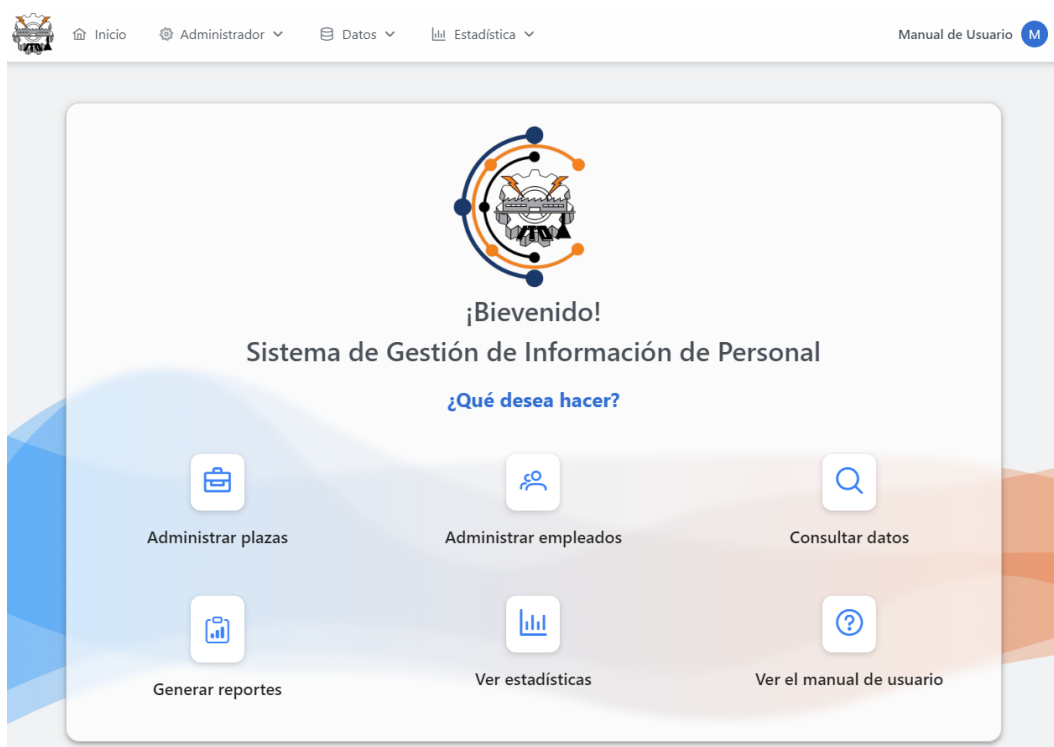 Inicio Administrador Datos Estadística Manual de Usuario M
¡Bievenido!
Sistema de Gestión de Información de Personal
¿Qué desea hacer?
Administrar plazas Administrar empleados Consultar datos
Generar reportes Ver estadísticas Ver el manual de usuario